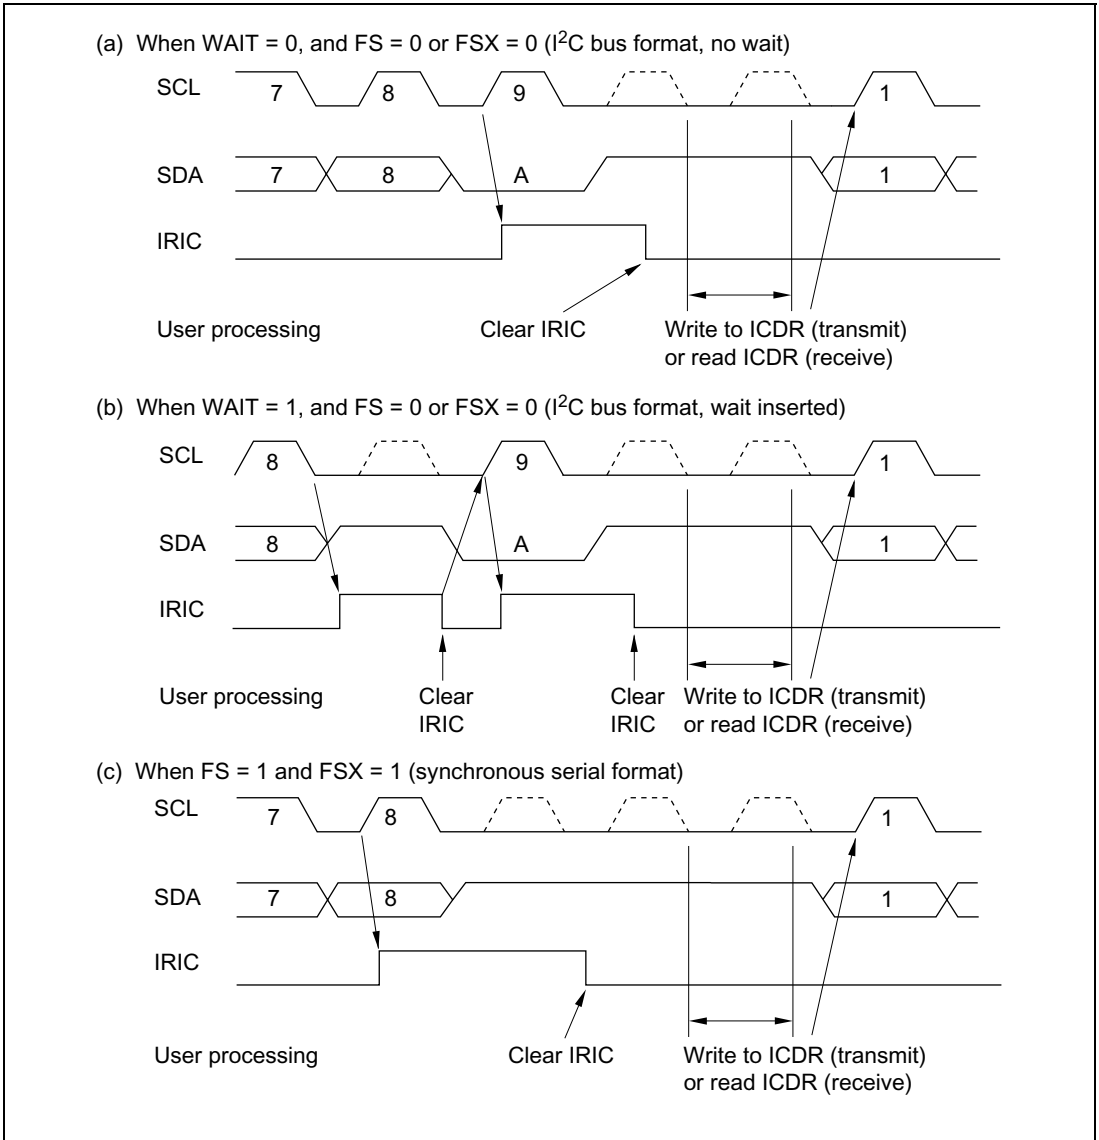 (a) When WAIT = 0, and FS = 0 or FSX = 0 (I²C bus format, no wait)
SCL 7 8 9 1
SDA 7 8 A 1
IRIC
User processing Clear IRIC Write to ICDR (transmit)
or read ICDR (receive)
(b) When WAIT = 1, and FS = 0 or FSX = 0 (I²C bus format, wait inserted)
SCL 8 9 1
SDA 8 A 1
IRIC
User processing Clear Clear Write to ICDR (transmit)
IRIC IRIC or read ICDR (receive)
(c) When FS = 1 and FSX = 1 (synchronous serial format)
SCL 7 8 1
SDA 7 8 1
IRIC
User processing Clear IRIC Write to ICDR (transmit)
or read ICDR (receive)